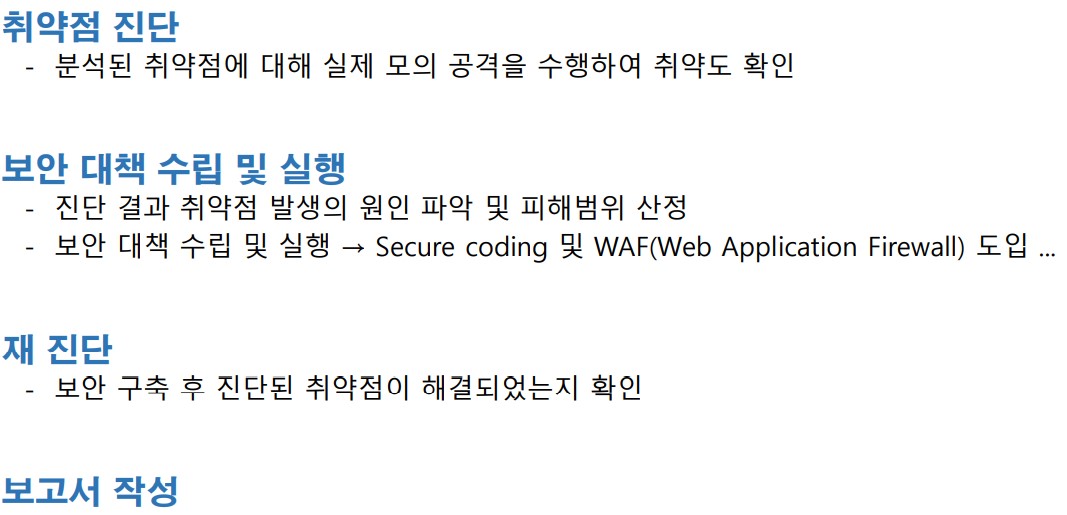 취약점 진단
- 분석된 취약점에 대해 실제 모의 공격을 수행하여 취약도 확인
보안 대책 수립 및 실행
- 진단 결과 취약점 발생의 원인 파악 및 피해범위 산정
- 보안 대책 수립 및 실행 → Secure coding 및 WAF(Web Application Firewall) 도입 ...
재 진단
- 보안 구축 후 진단된 취약점이 해결되었는지 확인
보고서 작성